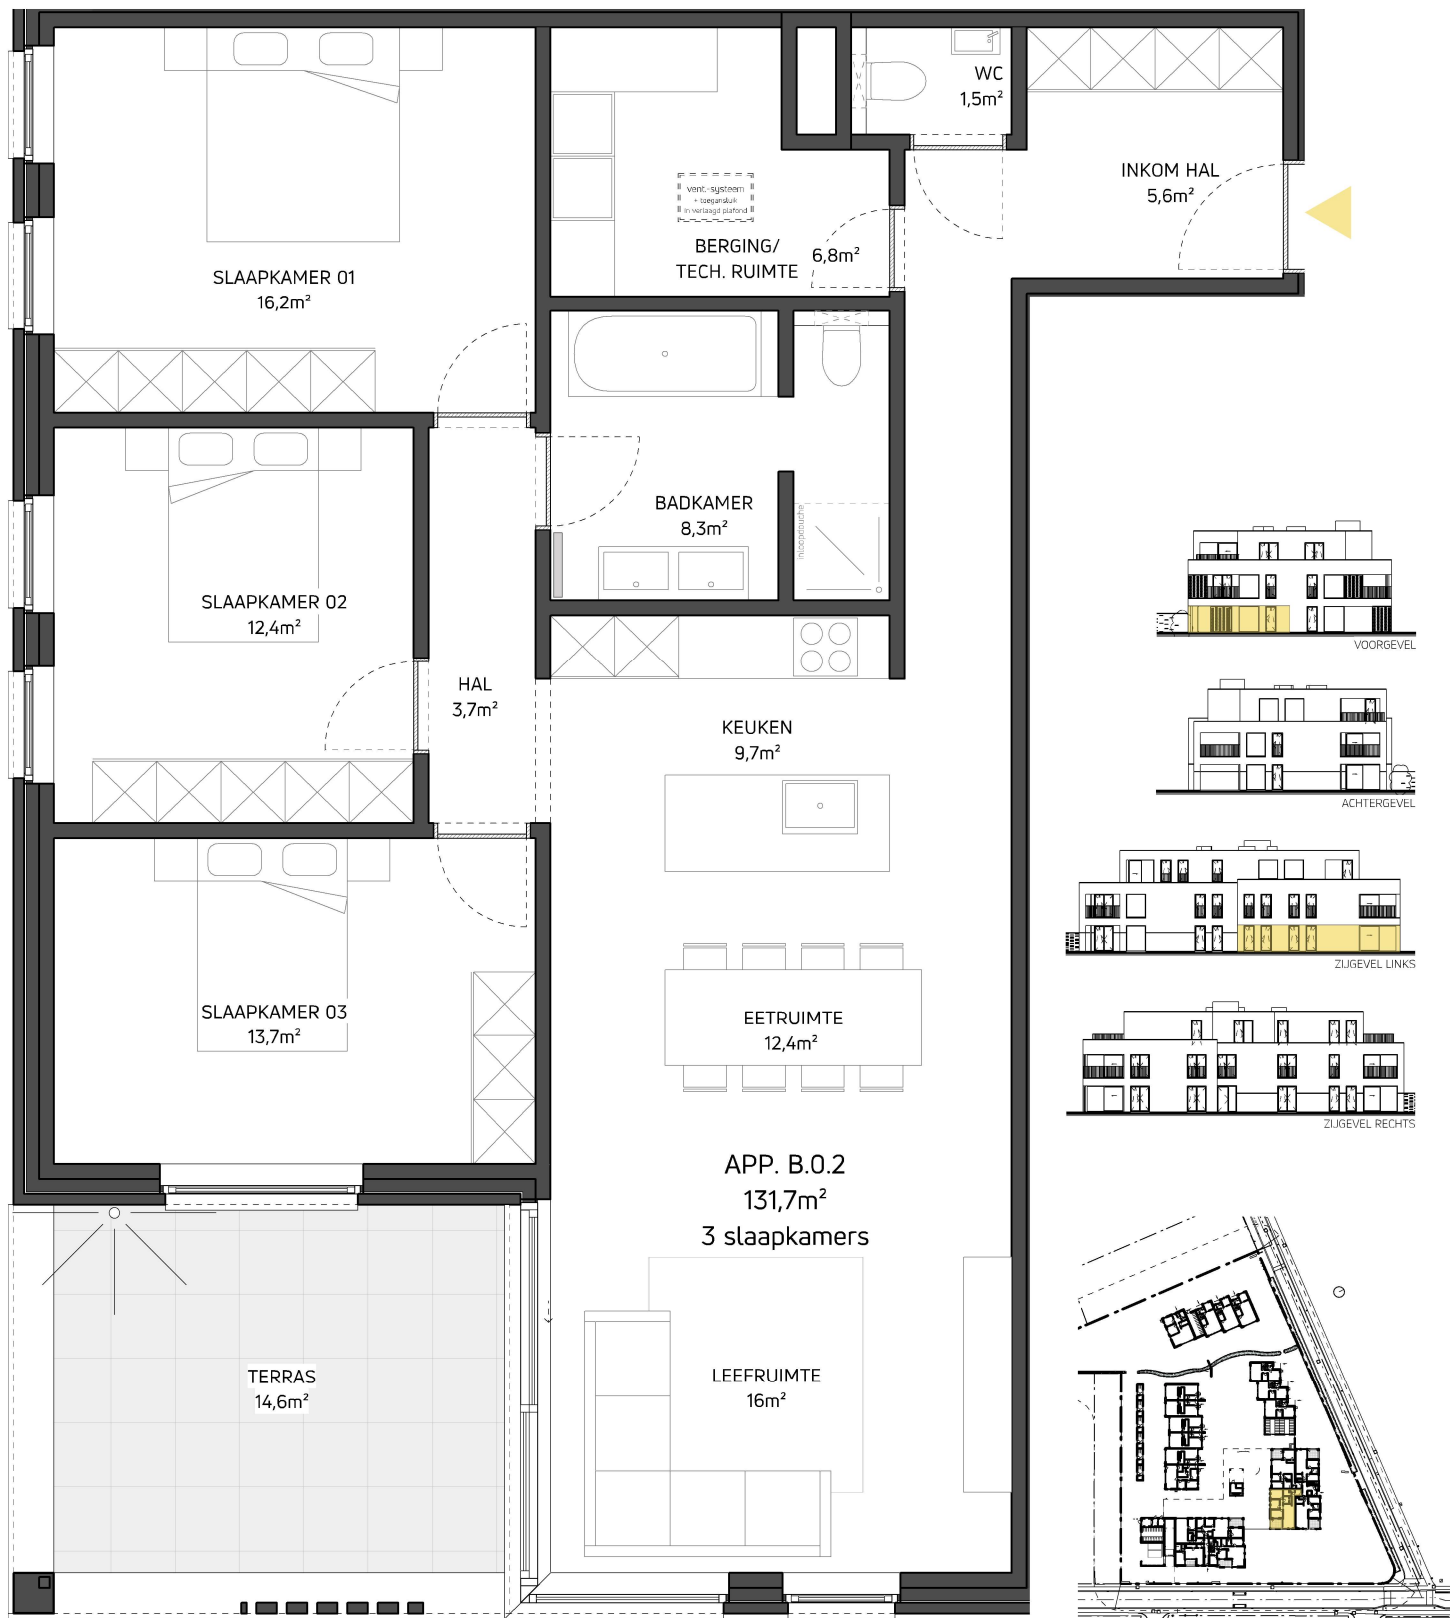 WC
1,5m²
INKOM HAL
5,6m²
vent.-systeem
+ toegansluik
in verlaagd plafond
BERGING/
TECH. RUIMTE
6,8m²
SLAAPKAMER 01
16,2m²
BADKAMER
8,3m²
inloopdouche
SLAAPKAMER 02
12,4m²
HAL
3,7m²
KEUKEN
9,7m²
SLAAPKAMER 03
13,7m²
EETRUIMTE
12,4m²
APP. B.0.2
131,7m²
3 slaapkamers
TERRAS
14,6m²
LEEFRUIMTE
16m²
VOORGEVEL
ACHTERGEVEL
ZIJGEVEL LINKS
ZIJGEVEL RECHTS